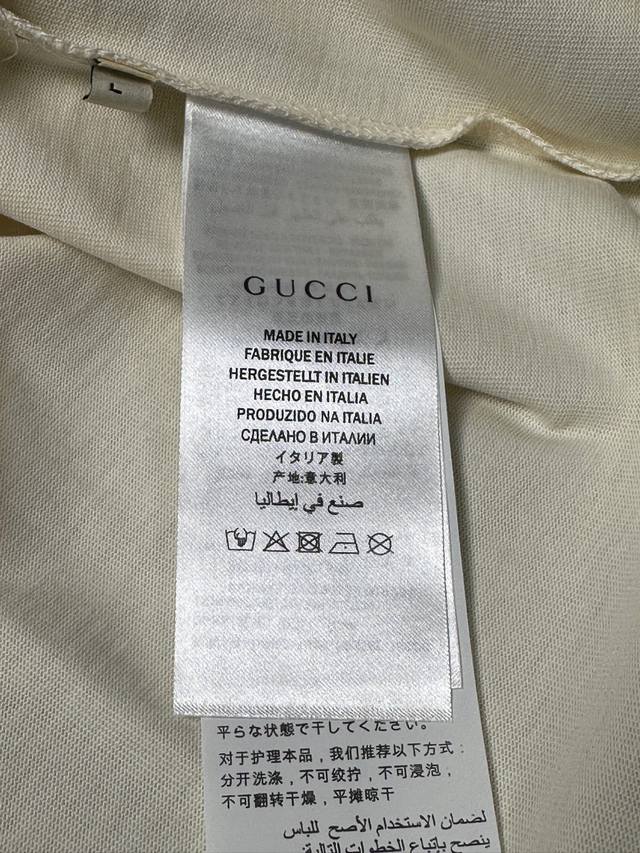 L
GUCCI
MADE IN ITALY
FABRIQUE EN ITALIE
HERGESTELLT IN ITALIEN
HECHO EN ITALIA
PRODUZIDO NA ITALIA
СДЕЛАНО В ИТАЛИИ
イタリア製
产地:意大利
صنع في إيطاليا
平らな状態で干してください。
对于护理本品，我们推荐以下方式：
分开洗涤，不可绞拧，不可浸泡，
不可翻转干燥，平摊晾干
لضمان الاستخدام الأصح للباس
ينصح بإتباع الخطوات التالية: